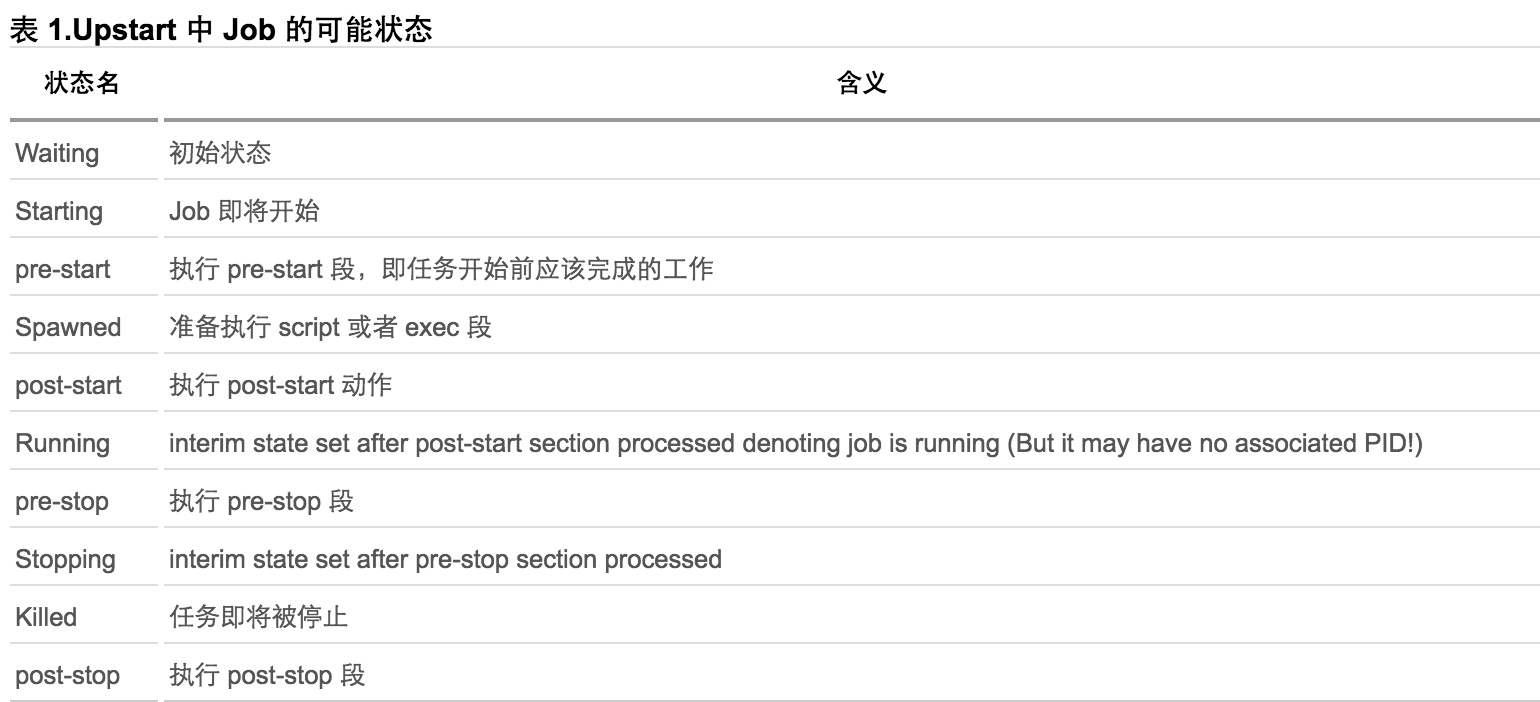 表 1.Upstart 中 Job 的可能状态
状态名 含义
Waiting 初始状态
Starting Job 即将开始
pre-start 执行 pre-start 段，即任务开始前应该完成的工作
Spawned 准备执行 script 或者 exec 段
post-start 执行 post-start 动作
Running interim state set after post-start section processed denoting job is running (But it may have no associated PID!)
pre-stop 执行 pre-stop 段
Stopping interim state set after pre-stop section processed
Killed 任务即将被停止
post-stop 执行 post-stop 段